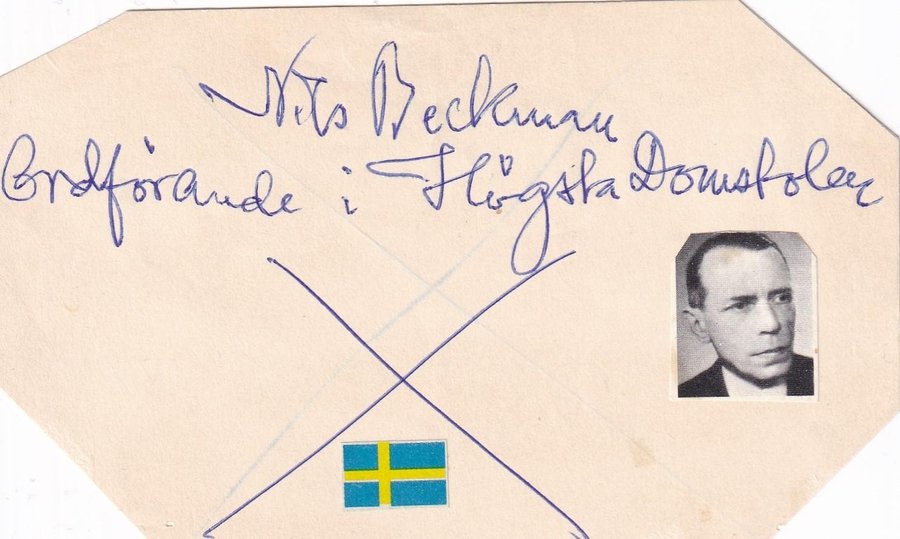 Nils Beckman
Ordförande i Högsta Domstolen